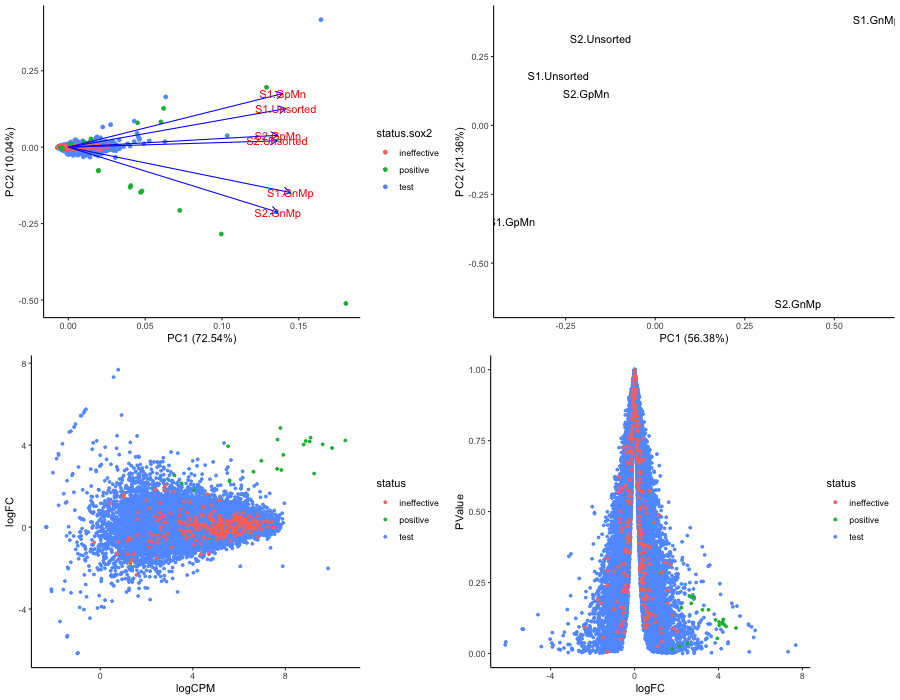 0.25
0.00
-0.25
-0.50
PC2 (10.04%)
S1.GpMn
S1.Unsorted
S2.GpMn
S2.Unsorted
S1.GnMp
S2.GnMp
0.00
0.05
0.10
0.15
PC1 (72.54%)
status.sox2
ineffective
positive
test
0.25
0.00
-0.25
-0.50
PC2 (21.36%)
S1.GnM
S2.Unsorted
S1.Unsorted
S2.GpMn
S1.GpMn
S2.GnMp
-0.25
0.00
0.25
0.50
PC1 (56.38%)
8
4
0
-4
logFC
0
4
8
logCPM
status
ineffective
positive
test
1.00
0.75
0.50
0.25
0.00
PValue
-4
0
4
8
logFC
status
ineffective
positive
test